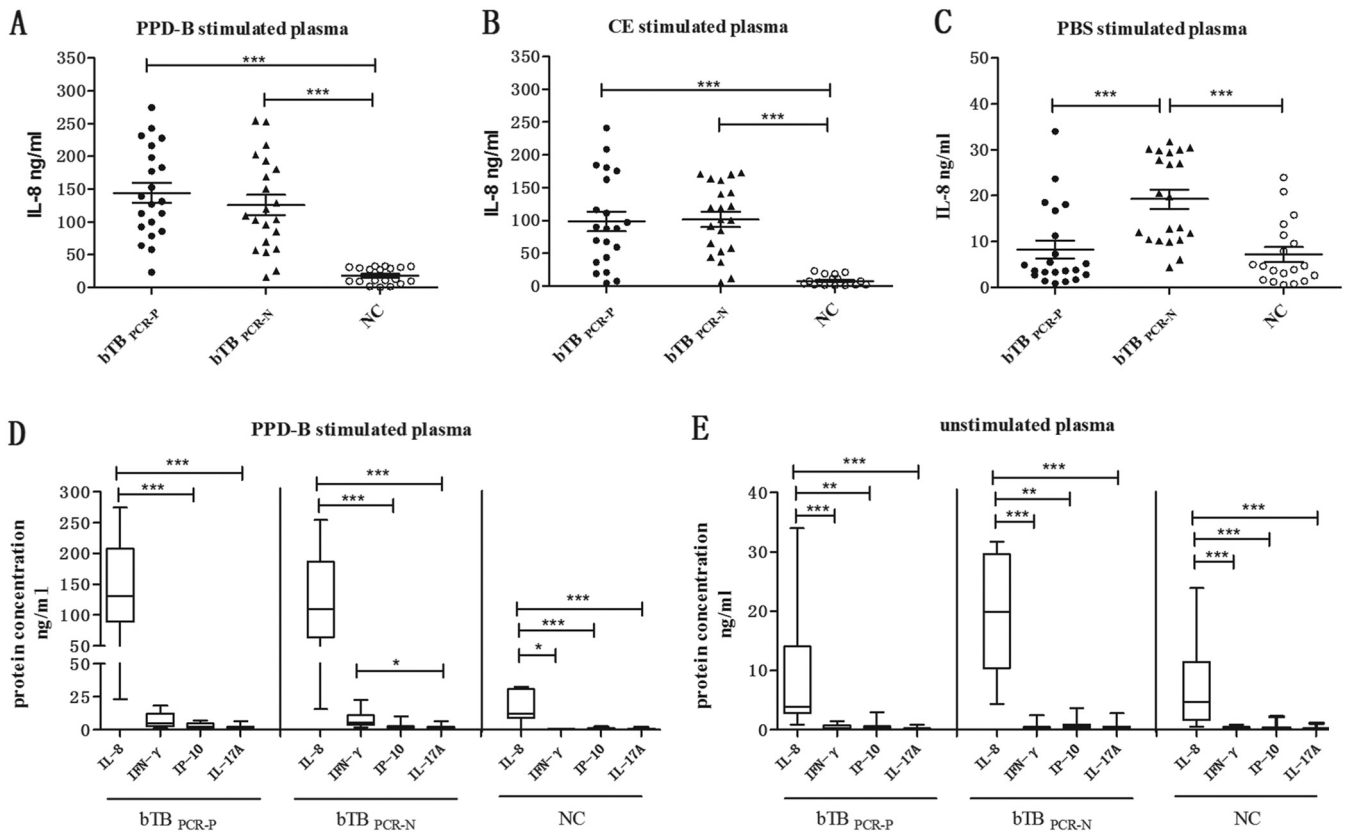 A
PPD-B stimulated plasma
350
300
250
200
150
100
50
0
IL-8 ng/ml
***
***
bTB PCR-P
bTB PCR-N
NC
B
CE stimulated plasma
350
300
250
200
150
100
50
0
IL-8 ng/ml
***
***
bTB PCR-P
bTB PCR-N
NC
C
PBS stimulated plasma
50
40
30
20
10
0
IL-8 ng/ml
***
***
bTB PCR-P
bTB PCR-N
NC
D
PPD-B stimulated plasma
protein concentration
ng/ml
300
250
200
150
100
50
50
25
0
***
***
***
***
*
***
***
*
IL-8
IFN-γ
IP-10
IL-17A
IL-8
IFN-γ
IP-10
IL-17A
IL-8
IFN-γ
IP-10
IL-17A
bTB PCR-P
bTB PCR-N
NC
E
unstimulated plasma
protein concentration
ng/ml
40
30
20
10
0
***
**
***
***
**
***
***
***
***
IL-8
IFN-γ
IP-10
IL-17A
IL-8
IFN-γ
IP-10
IL-17A
IL-8
IFN-γ
IP-10
IL-17A
bTB PCR-P
bTB PCR-N
NC